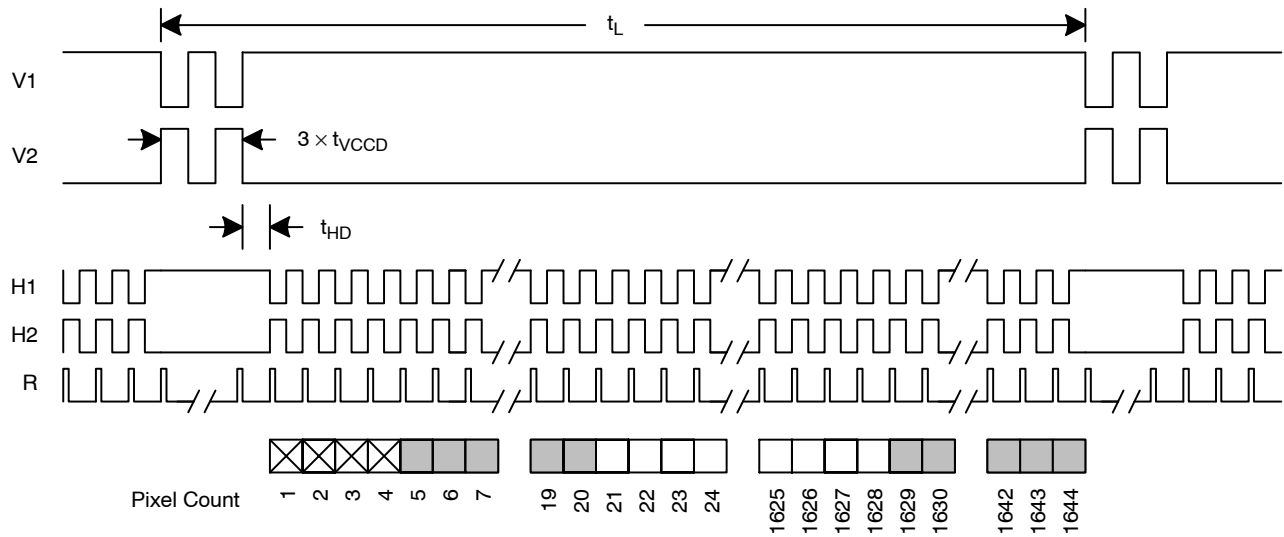 tL
V1
V2
3 × tVCCD
tHD
H1
H2
R
Pixel Count
1 2 3 4 5 6 7 19 20 21 22 23 24 1625 1626 1627 1628 1629 1630 1642 1643 1644